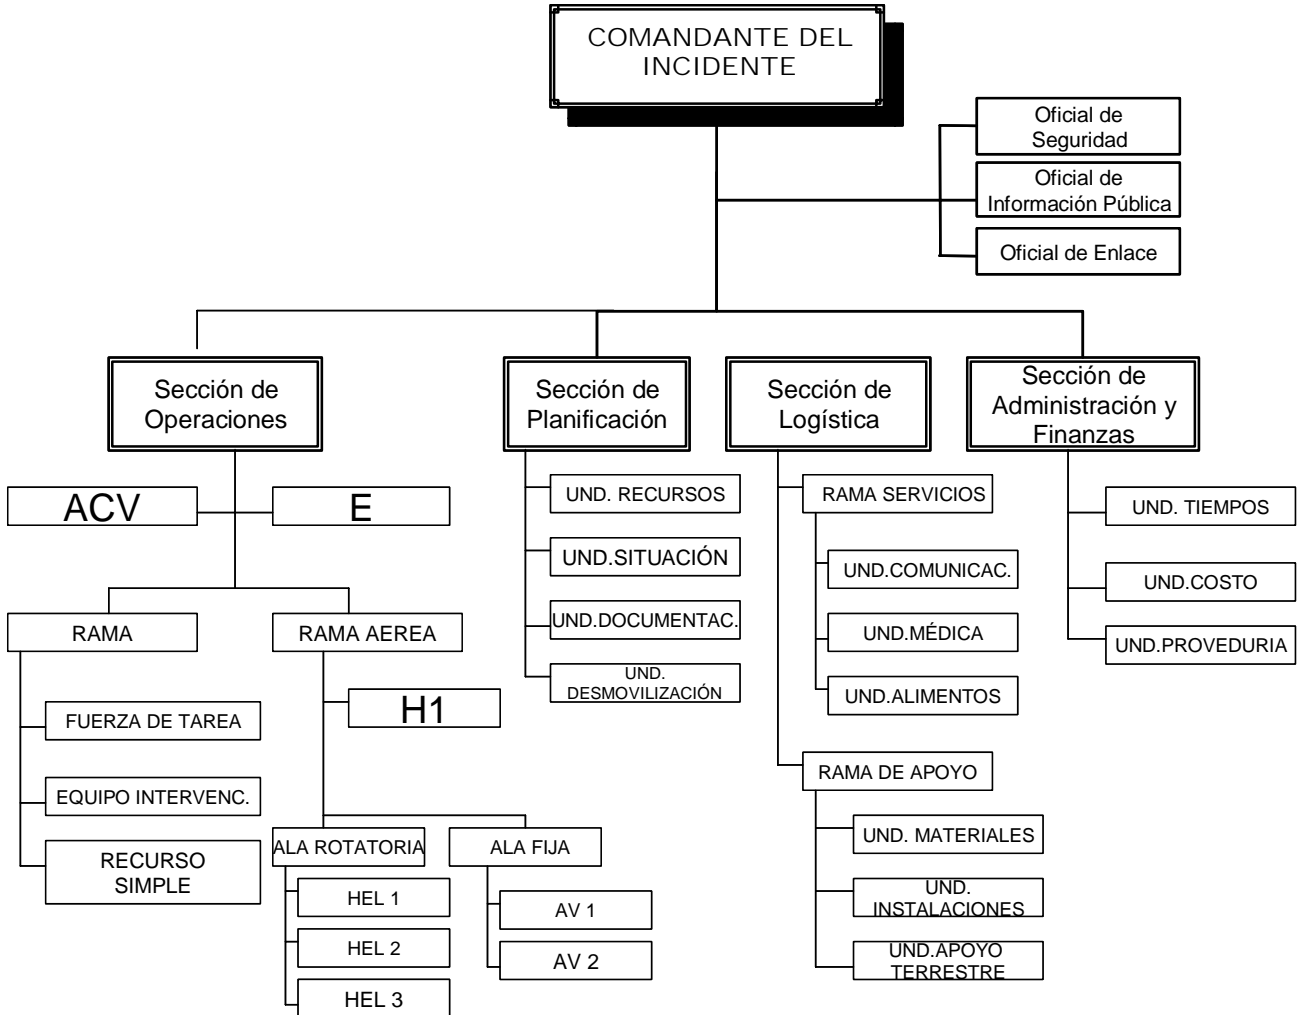 COMANDANTE DEL
INCIDENTE
Oficial de
Seguridad
Oficial de
Información Pública
Oficial de Enlace
Sección de
Operaciones
Sección de
Planificación
Sección de
Logística
Sección de
Administración y
Finanzas
ACV
E
RAMA
RAMA AEREA
FUERZA DE TAREA
EQUIPO INTERVENC.
RECURSO
SIMPLE
H1
ALA ROTATORIA
HEL 1
HEL 2
HEL 3
ALA FIJA
AV 1
AV 2
UND. RECURSOS
UND.SITUACIÓN
UND.DOCUMENTAC.
UND.
DESMOVILIZACIÓN
RAMA SERVICIOS
UND.COMUNICAC.
UND.MÉDICA
UND.ALIMENTOS
RAMA DE APOYO
UND. MATERIALES
UND.
INSTALACIONES
UND.APOYO
TERRESTRE
UND. TIEMPOS
UND.COSTO
UND.PROVEDURIA